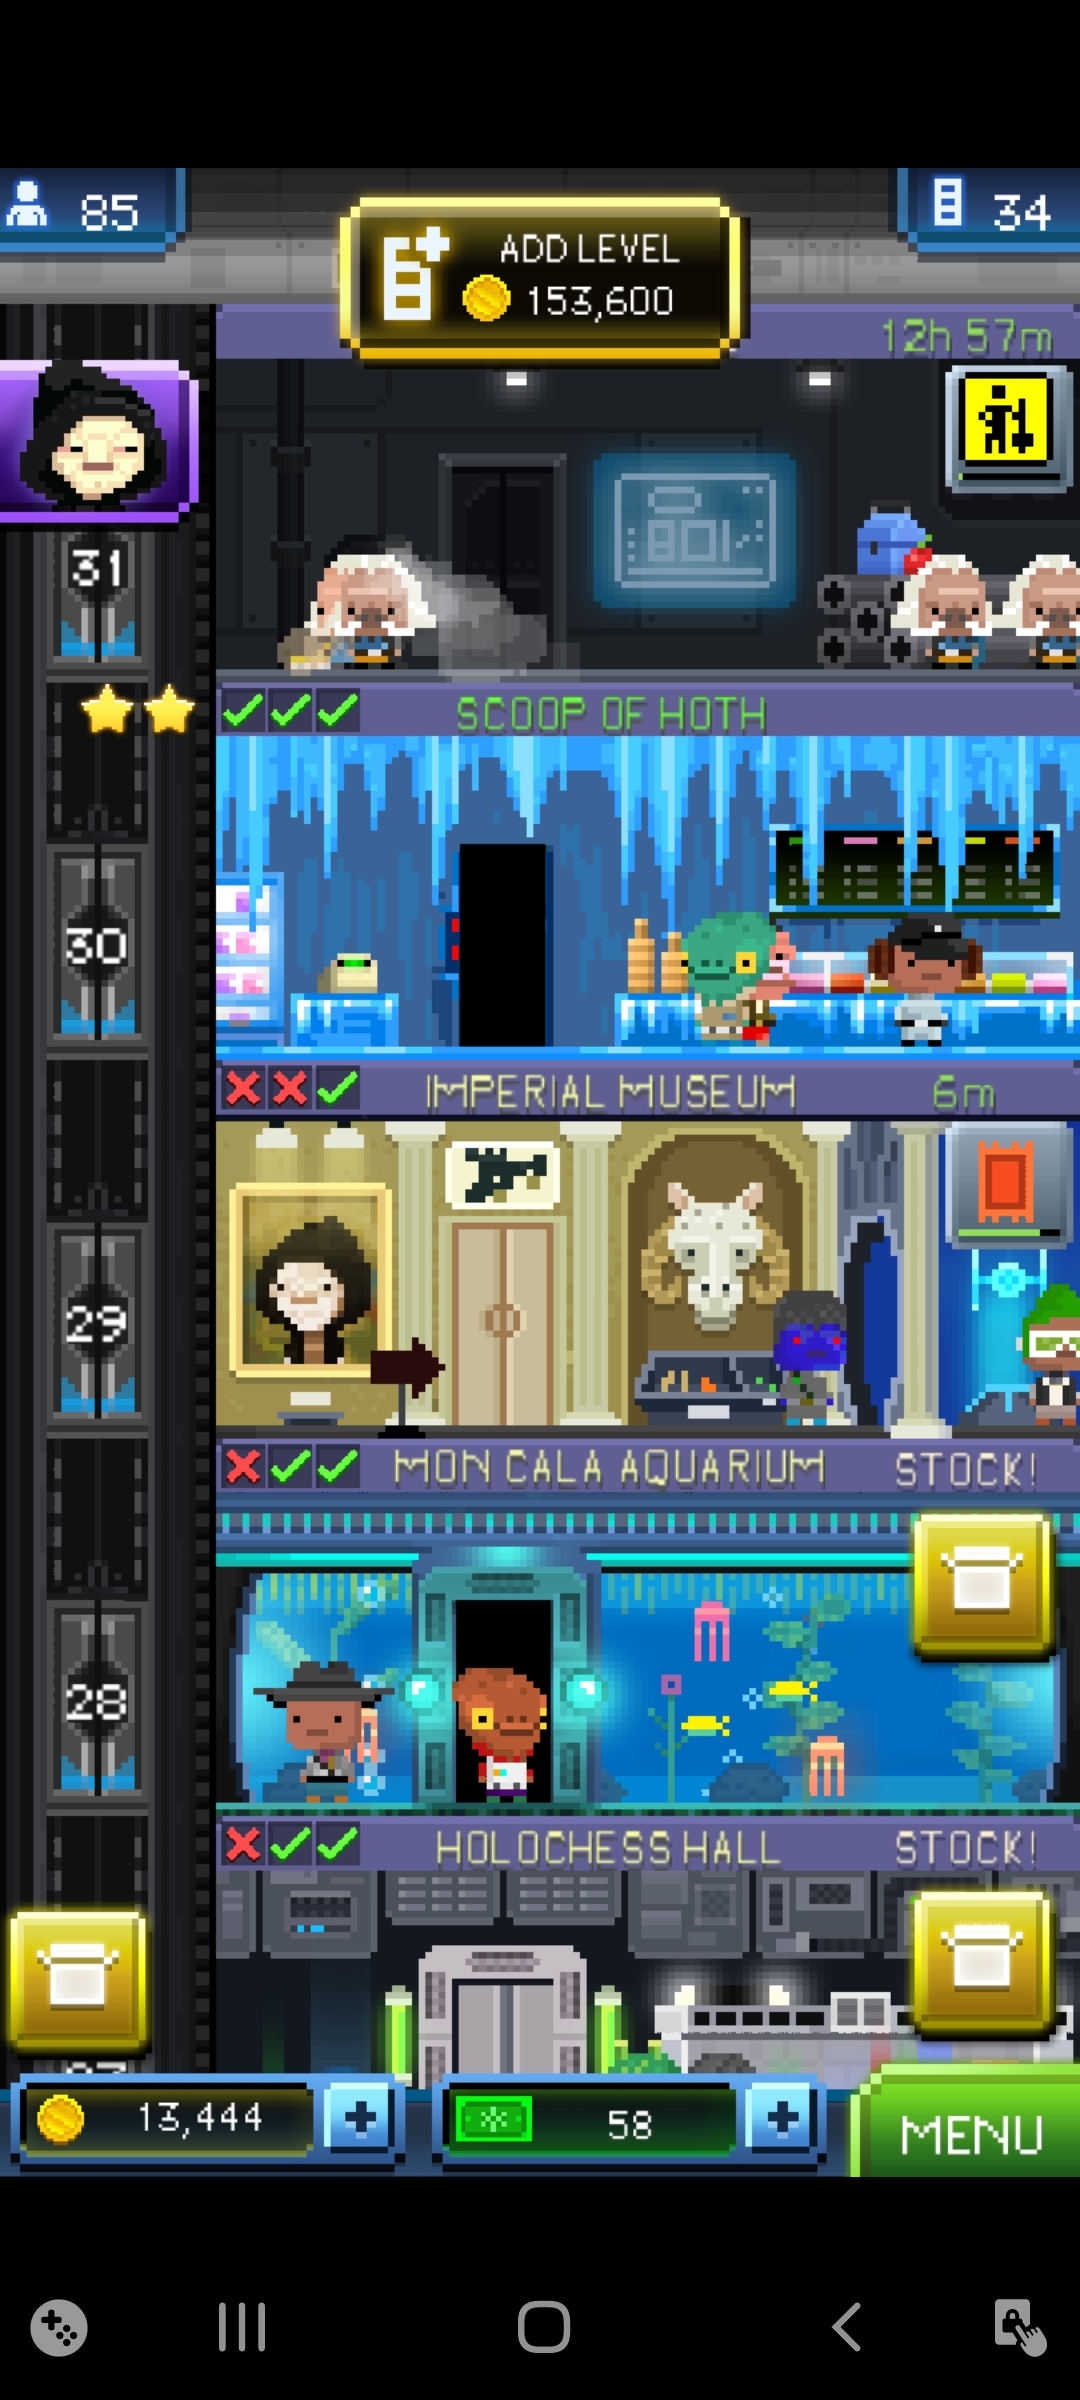 85
ADD LEVEL
153,600
34
12h 57m
31
SCOOP OF HOTH
30
IMPERIAL MUSEUM 6m
29
MON CALA AQUARIUM STOCK!
28
HOLOCHESS HALL STOCK!
13,444
58
MENU